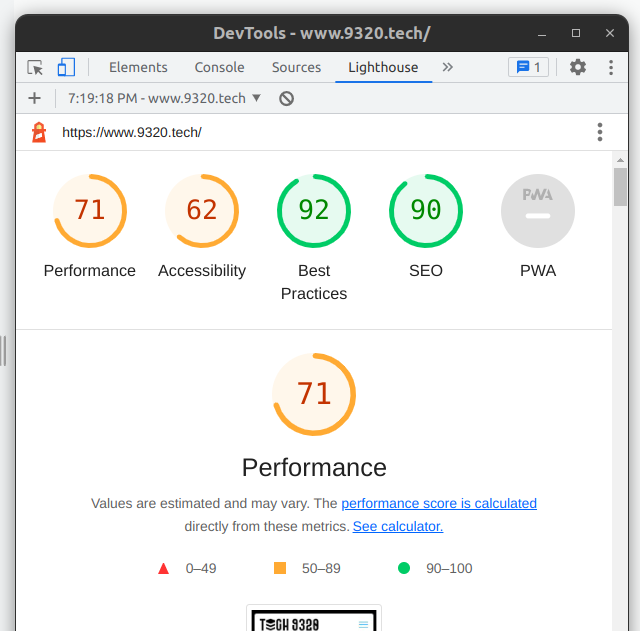 DevTools - www.9320.tech/
Elements Console Sources Lighthouse 1
7:19:18 PM - www.9320.tech
https://www.9320.tech/
71 62 92 90 PWA
Performance Accessibility Best Practices SEO PWA
71
Performance
Values are estimated and may vary. The performance score is calculated
directly from these metrics. See calculator.
0–49 50–89 90–100
TECH 9320